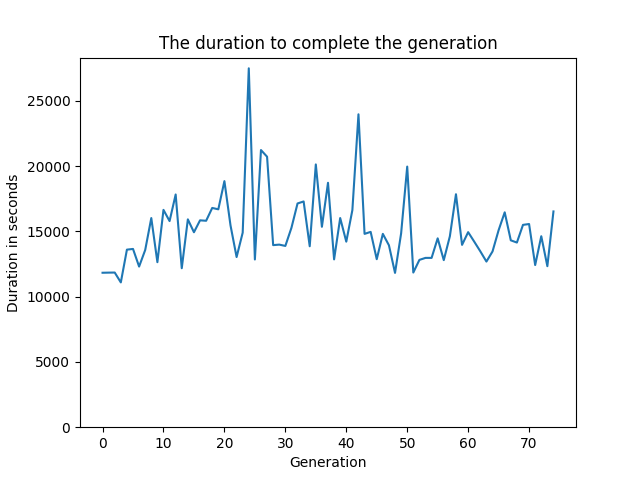 The duration to complete the generation
25000
20000
15000
10000
5000
0
Duration in seconds
0 10 20 30 40 50 60 70
Generation